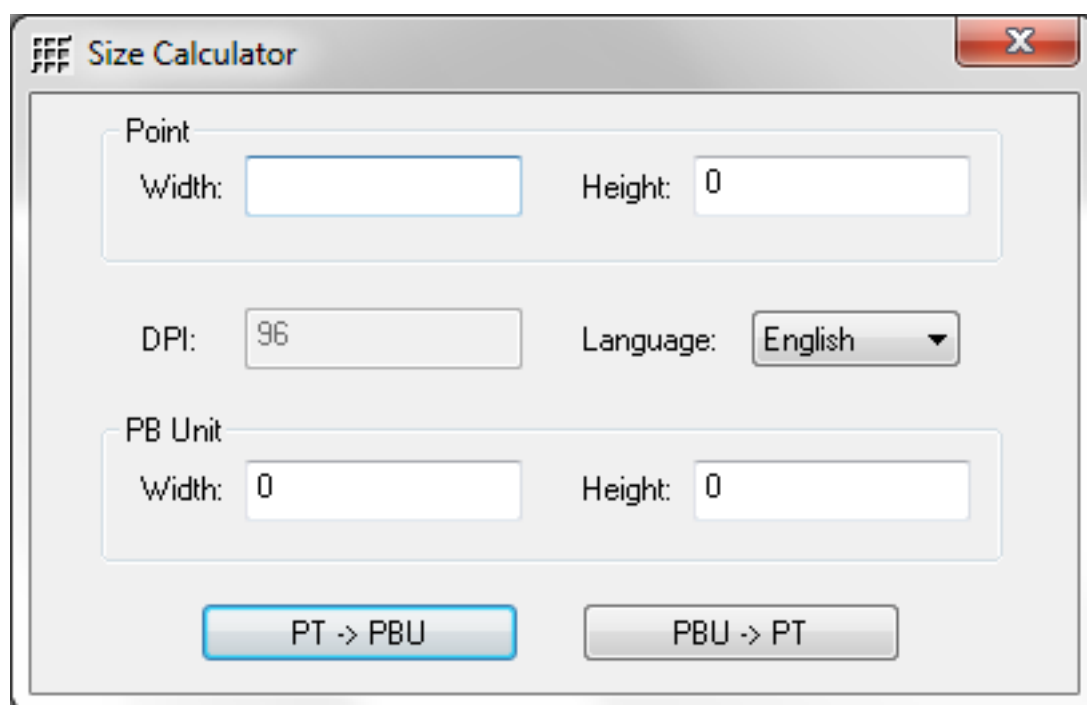 Size Calculator
Point
Width: Height: 0
DPI: 96 Language: English
PB Unit
Width: 0 Height: 0
PT -> PBU PBU -> PT